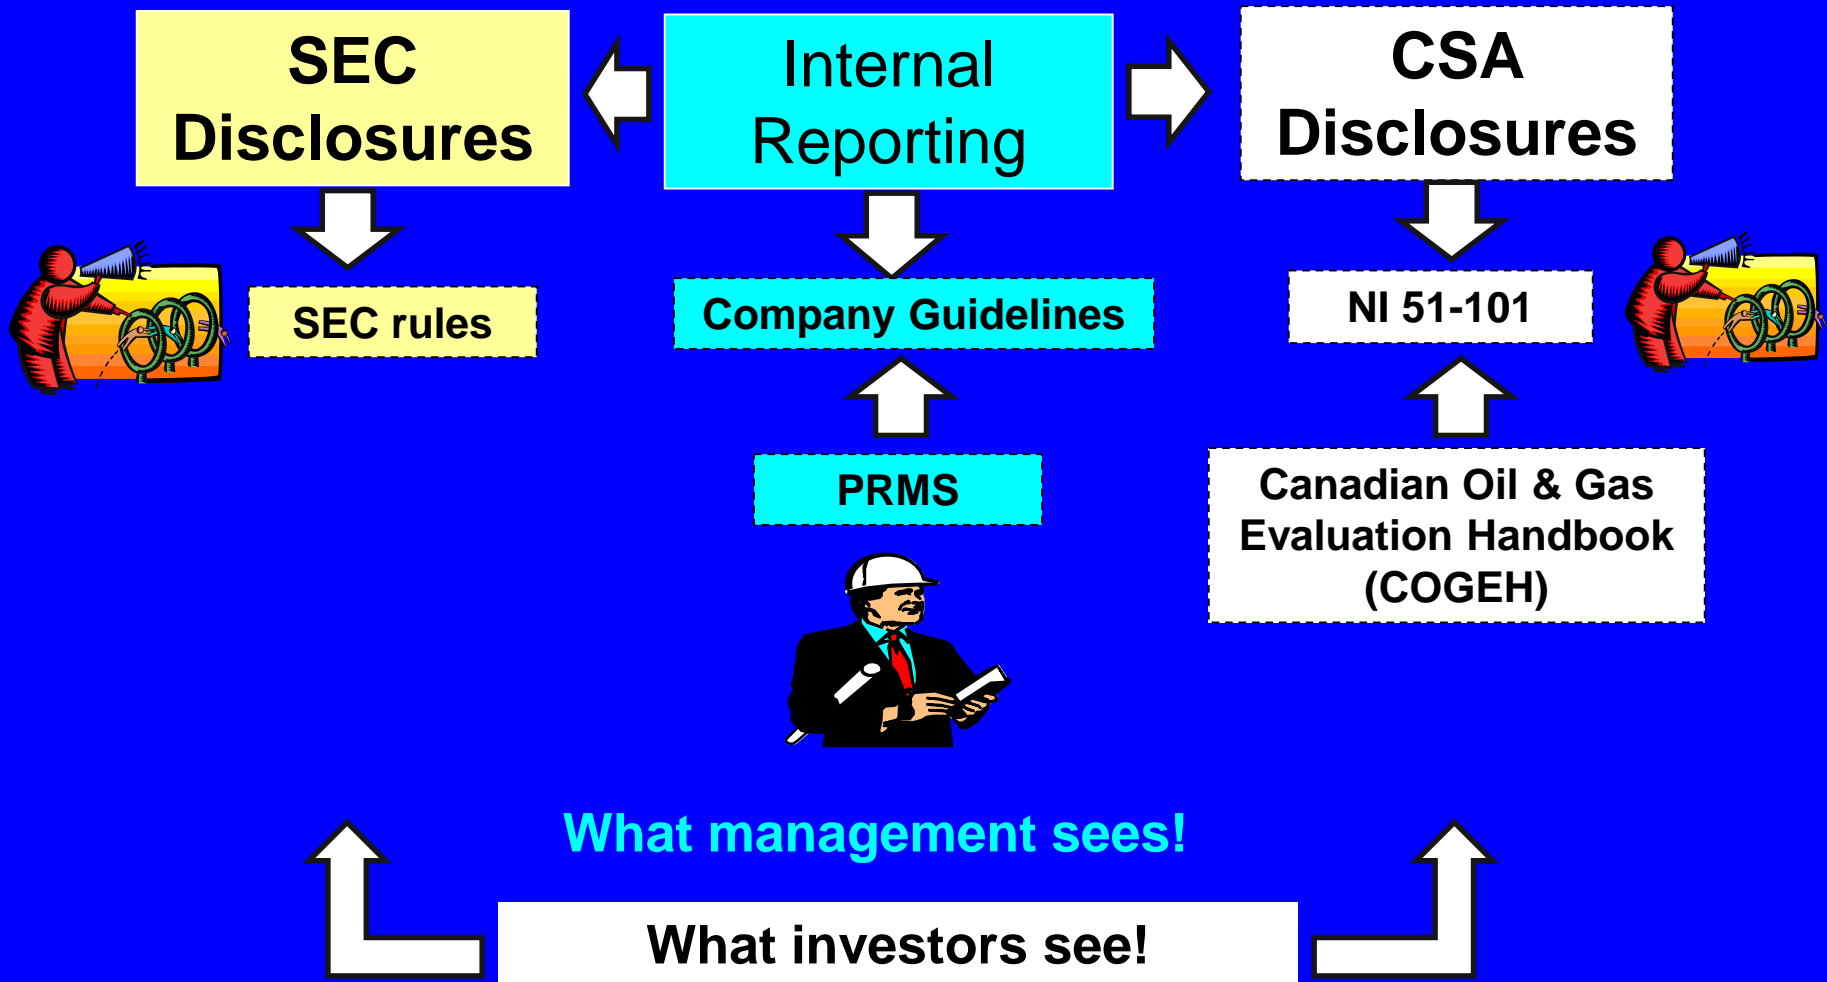 SEC
Disclosures
Internal
Reporting
CSA
Disclosures
SEC rules
Company Guidelines
NI 51-101
PRMS
Canadian Oil & Gas
Evaluation Handbook
(COGEH)
What management sees!
What investors see!